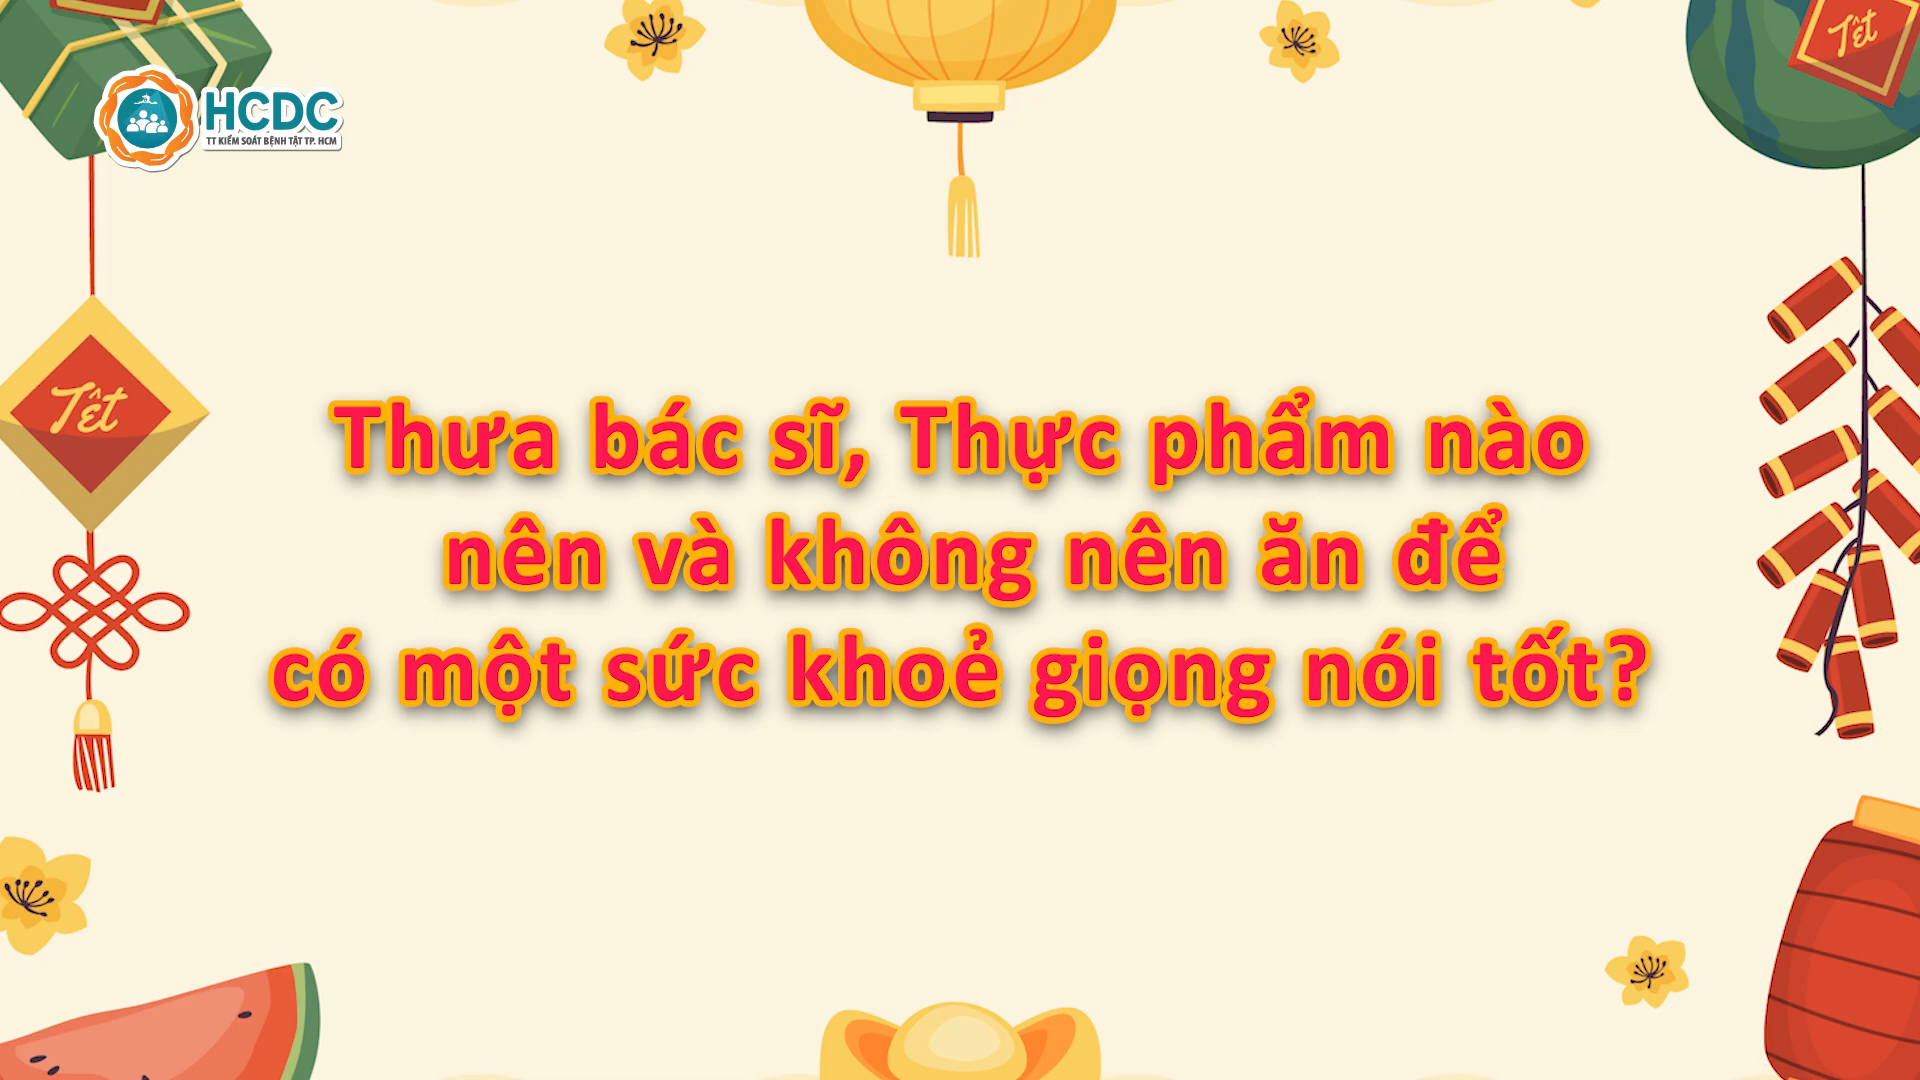 HCDC
TT KIỂM SOÁT BỆNH TẬT TP. HCM
Tết
Tết
Thưa bác sĩ, Thực phẩm nào
nên và không nên ăn để
có một sức khoẻ giọng nói tốt?